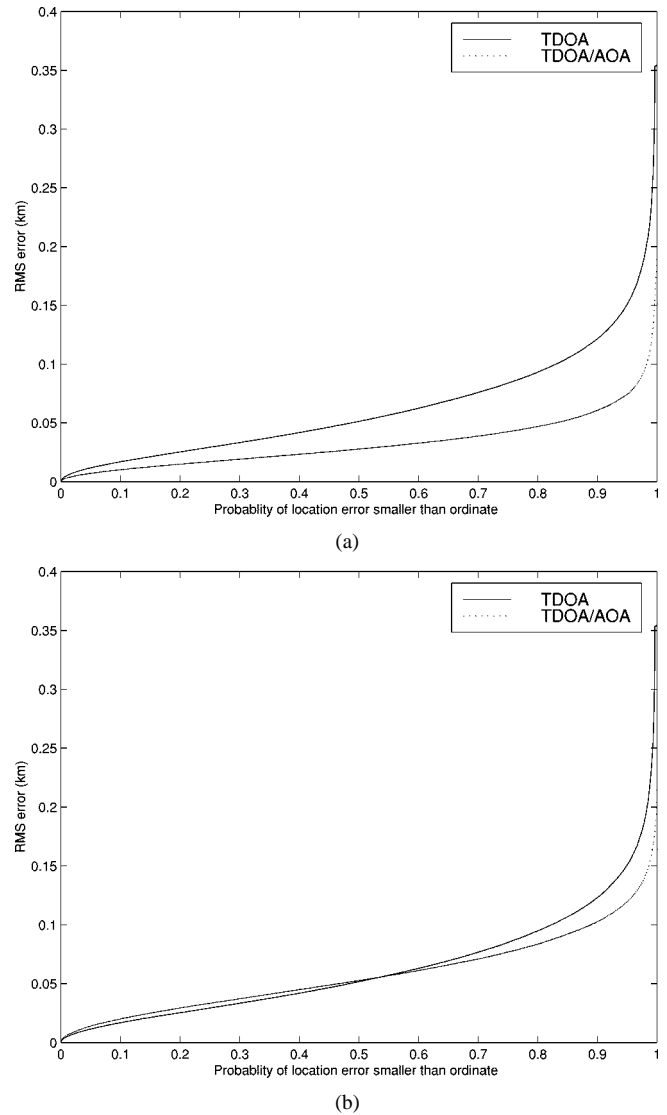 0.4
TDOA
TDOA/AOA
0.35
0.3
0.25
0.2
0.15
0.1
0.05
0
RMS error (km)
0 0.1 0.2 0.3 0.4 0.5 0.6 0.7 0.8 0.9 1
Probablity of location error smaller than ordinate
(a)
0.4
TDOA
TDOA/AOA
0.35
0.3
0.25
0.2
0.15
0.1
0.05
0
RMS error (km)
0 0.1 0.2 0.3 0.4 0.5 0.6 0.7 0.8 0.9 1
Probablity of location error smaller than ordinate
(b)